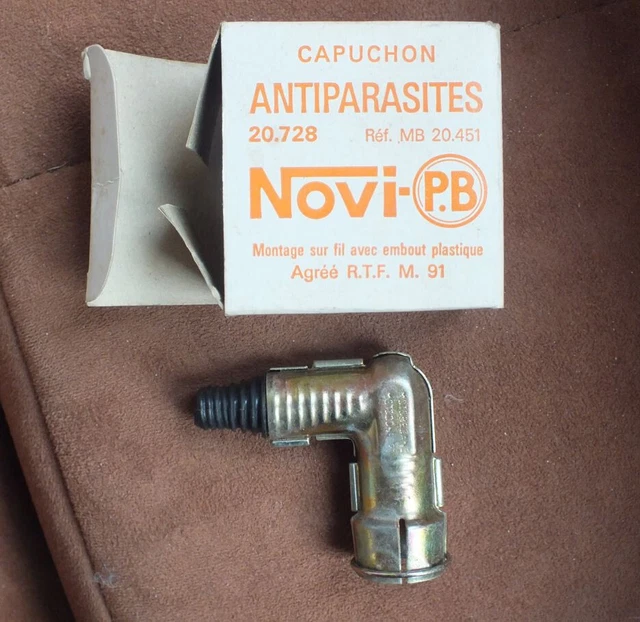 CAPUCHON
ANTIPARASITES
20.728 Réf. MB 20.451
NOVi-P.B
Montage sur fil avec embout plastique
Agréé R.T.F. M. 91